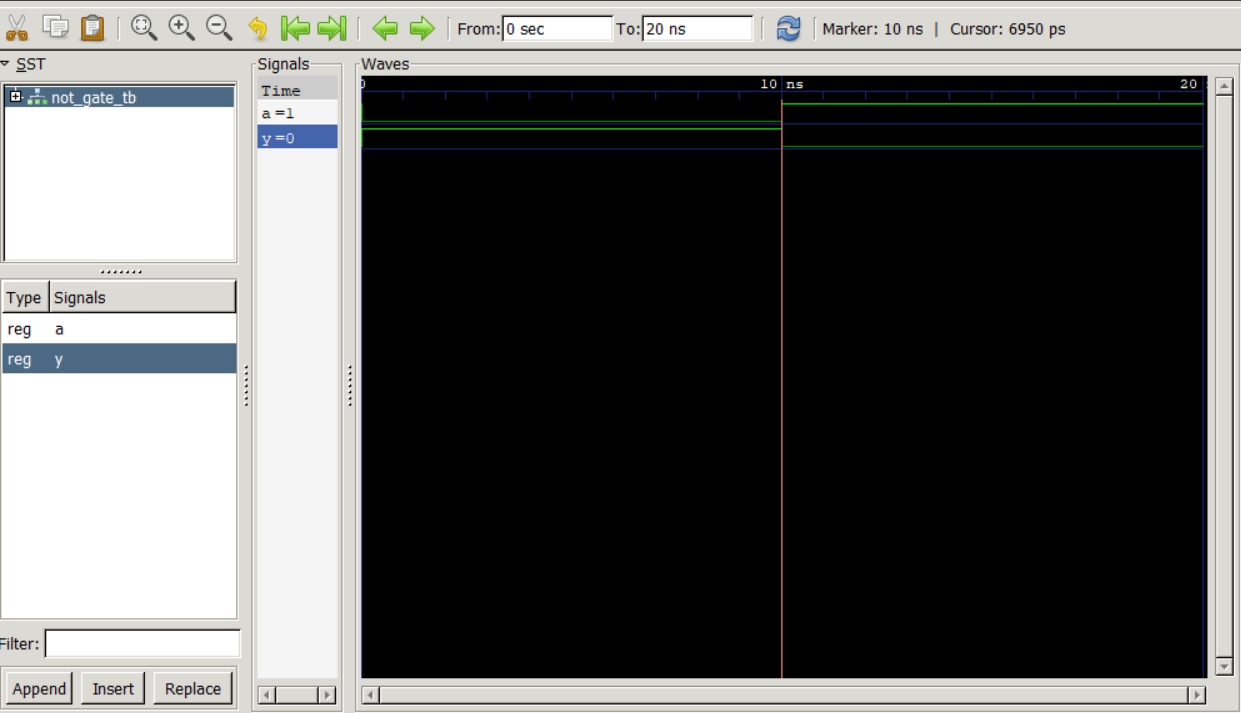 From: 0 sec To: 20 ns Marker: 10 ns | Cursor: 6950 ps
SST
not_gate_tb
Type Signals
reg a
reg y
Filter:
Append Insert Replace
Signals
Time
a=1
y=0
Waves
0 10 ns 20